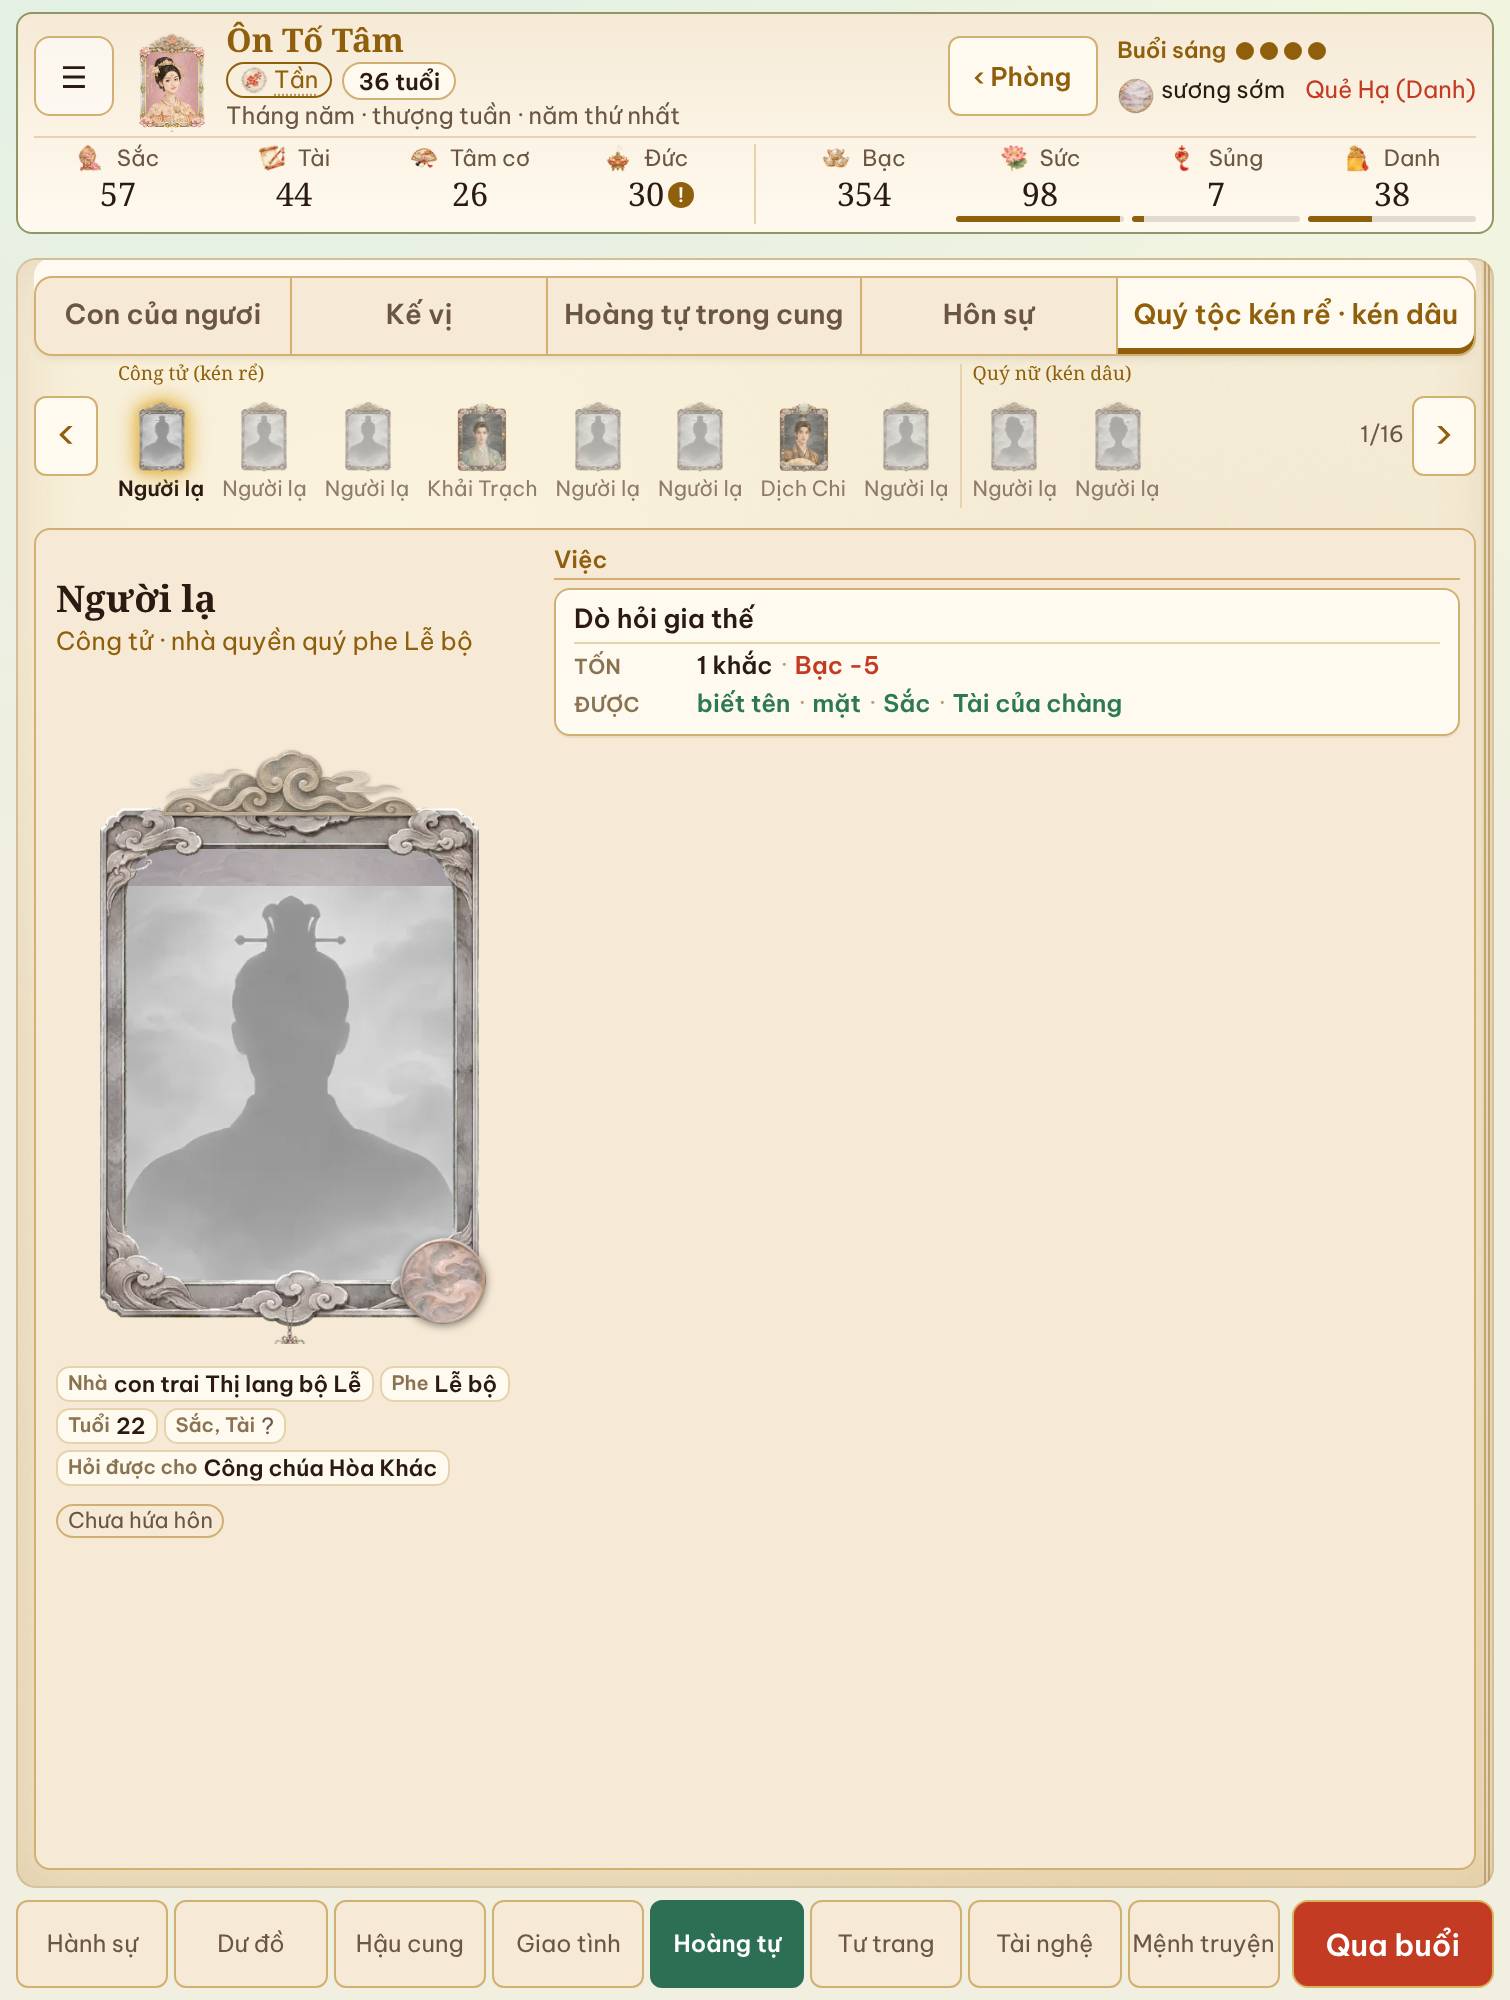 ☰
Ôn Tố Tâm
Tần
36 tuổi
Tháng năm · thượng tuần · năm thứ nhất
‹ Phòng
Buổi sáng
sương sớm
Quẻ Hạ (Danh)
Sắc
57
Tài
44
Tâm cơ
26
Đức
30 !
Bạc
354
Sức
98
Sủng
7
Danh
38
Con của ngươi
Kế vị
Hoàng tự trong cung
Hôn sự
Quý tộc kén rể · kén dâu
Công tử (kén rể)
Quý nữ (kén dâu)
‹
Người lạ
Người lạ
Người lạ
Khải Trạch
Người lạ
Người lạ
Dịch Chi
Người lạ
Người lạ
Người lạ
1/16
›
Người lạ
Công tử · nhà quyền quý phe Lễ bộ
Việc
Dò hỏi gia thế
TỐN 1 khắc · Bạc -5
ĐƯỢC biết tên · mặt · Sắc · Tài của chàng
Nhà con trai Thị lang bộ Lễ
Phe Lễ bộ
Tuổi 22
Sắc, Tài ?
Hỏi được cho Công chúa Hòa Khác
Chưa hứa hôn
Hành sự
Dư đồ
Hậu cung
Giao tình
Hoàng tự
Tư trang
Tài nghệ
Mệnh truyện
Qua buổi